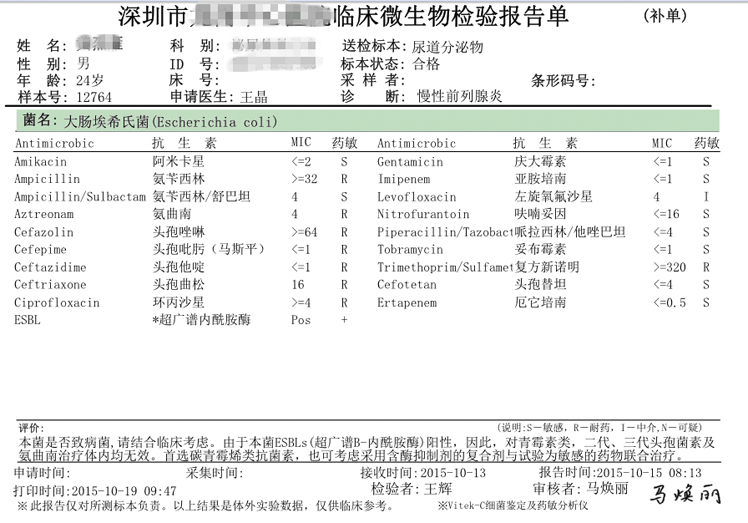 深圳市 临床微生物检验报告单 (补单)
姓 名: 科 别: 送检标本: 尿道分泌物
性 别: 男 ID 号: 标本状态: 合格
年 龄: 24岁 床 号: 采 样 者: 条形码号:
样本号: 12764 申请医生: 王晶 诊 断: 慢性前列腺炎
菌名: 大肠埃希氏菌(Escherichia coli)
Antimicrobic 抗 生 素 MIC 药敏 Antimicrobic 抗 生 素 MIC 药敏
Amikacin 阿米卡星 <=2 S Gentamicin 庆大霉素 <=1 S
Ampicillin 氨苄西林 >=32 R Imipenem 亚胺培南 <=1 S
Ampicillin/Sulbactam 氨苄西林/舒巴坦 4 S Levofloxacin 左旋氧氟沙星 4 I
Aztreonam 氨曲南 4 R Nitrofurantoin 呋喃妥因 <=16 S
Cefazolin 头孢唑啉 >=64 R Piperacillin/Tazobact 哌拉西林/他唑巴坦 <=4 S
Cefepime 头孢吡肟（马斯平） <=1 R Tobramycin 妥布霉素 <=1 S
Ceftazidime 头孢他啶 <=1 R Trimethoprim/Sulfamet 复方新诺明 >=320 R
Ceftriaxone 头孢曲松 16 R Cefotetan 头孢替坦 <=4 S
Ciprofloxacin 环丙沙星 >=4 R Ertapenem 厄它培南 <=0.5 S
ESBL *超广谱内酰胺酶 Pos +
评价: (说明:S－敏感，R－耐药，I－中介,N－可疑)
本菌是否致病菌,请结合临床考虑。由于本菌ESBLs(超广谱B-内酰胺酶)阳性，因此，对青霉素类，二代、三代头孢菌素及
氨曲南治疗体内均无效。首选碳青霉烯类抗菌素，也可考虑采用含酶抑制剂的复合剂与试验为敏感的药物联合治疗。
申请时间: 采集时间: 接收时间:2015-10-13 报告时间:2015-10-15 08:13
打印时间:2015-10-19 09:47 检验者: 王辉 审核者: 马焕丽 马焕丽
※ 此报告仅对所测标本负责。以上结果是体外实验数据，仅供临床参考。 ※Vitek-C细菌鉴定及药敏分析仪